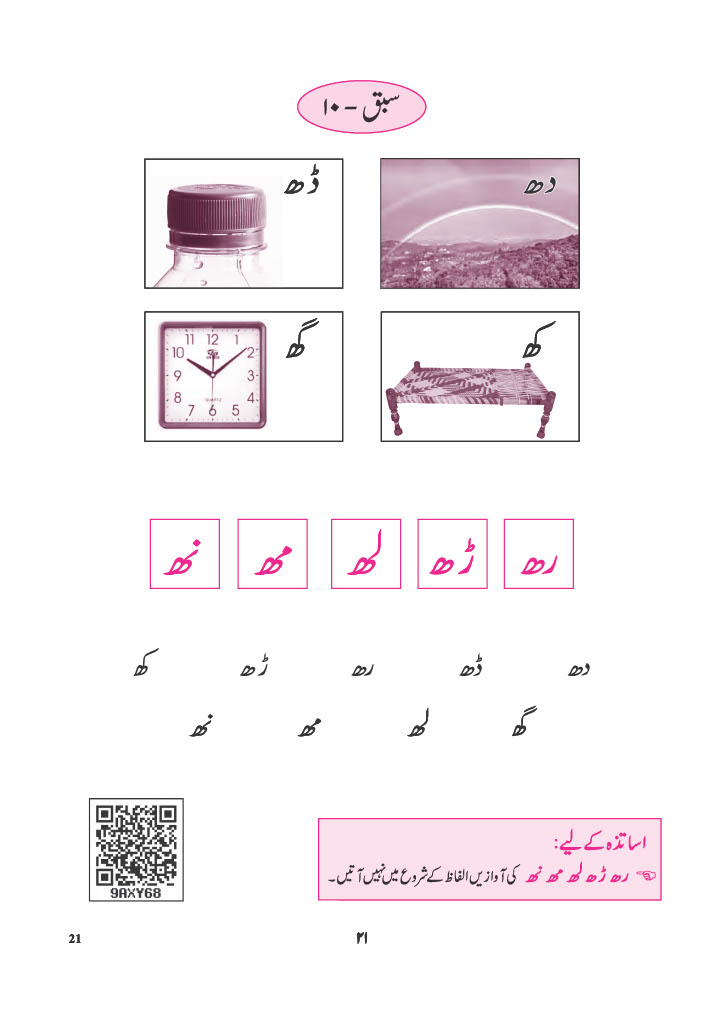 سبق - ۱۰
دھ ڈھ
کھ گھ
11 12 1
10 2
9 3
QUARTZ
8 4
7 6 5
رھ ڑھ لھ مھ نھ
دھ ڈھ رھ ڑھ کھ
گھ لھ مھ نھ
اساتذہ کے لیے:
رھ ڑھ لھ مھ نھ کی آوازیں الفاظ کے شروع میں نہیں آتیں۔
9AXY68
21 ۲۱